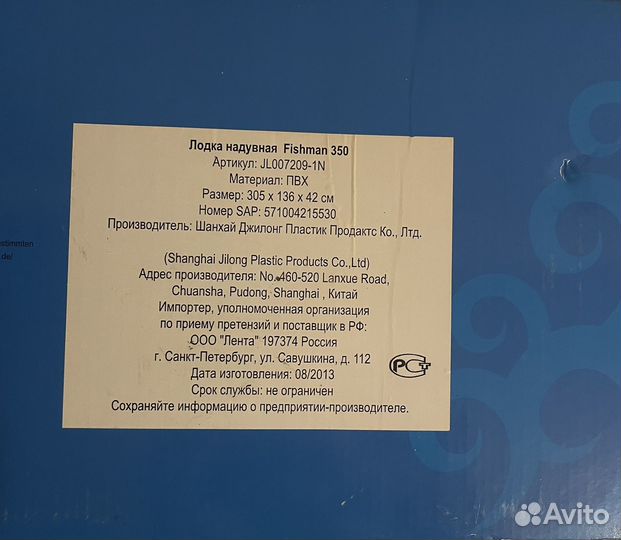 Лодка надувная Fishman 350
Артикул: JL007209-1N
Материал: ПВХ
Размер: 305 x 136 x 42 см
Номер SAP: 571004215530
Производитель: Шанхай Джилонг Пластик Продактс Ко., Лтд.
(Shanghai Jilong Plastic Products Co.,Ltd)
Адрес производителя: No. 460-520 Lanxue Road,
Chuansha, Pudong, Shanghai , Китай
Импортер, уполномоченная организация
по приему претензий и поставщик в РФ:
ООО "Лента" 197374 Россия
г. Санкт-Петербург, ул. Савушкина, д. 112
Дата изготовления: 08/2013
Срок службы: не ограничен
Сохраняйте информацию о предприятии-производителе.
РСТ
estimmten
de/
Avito